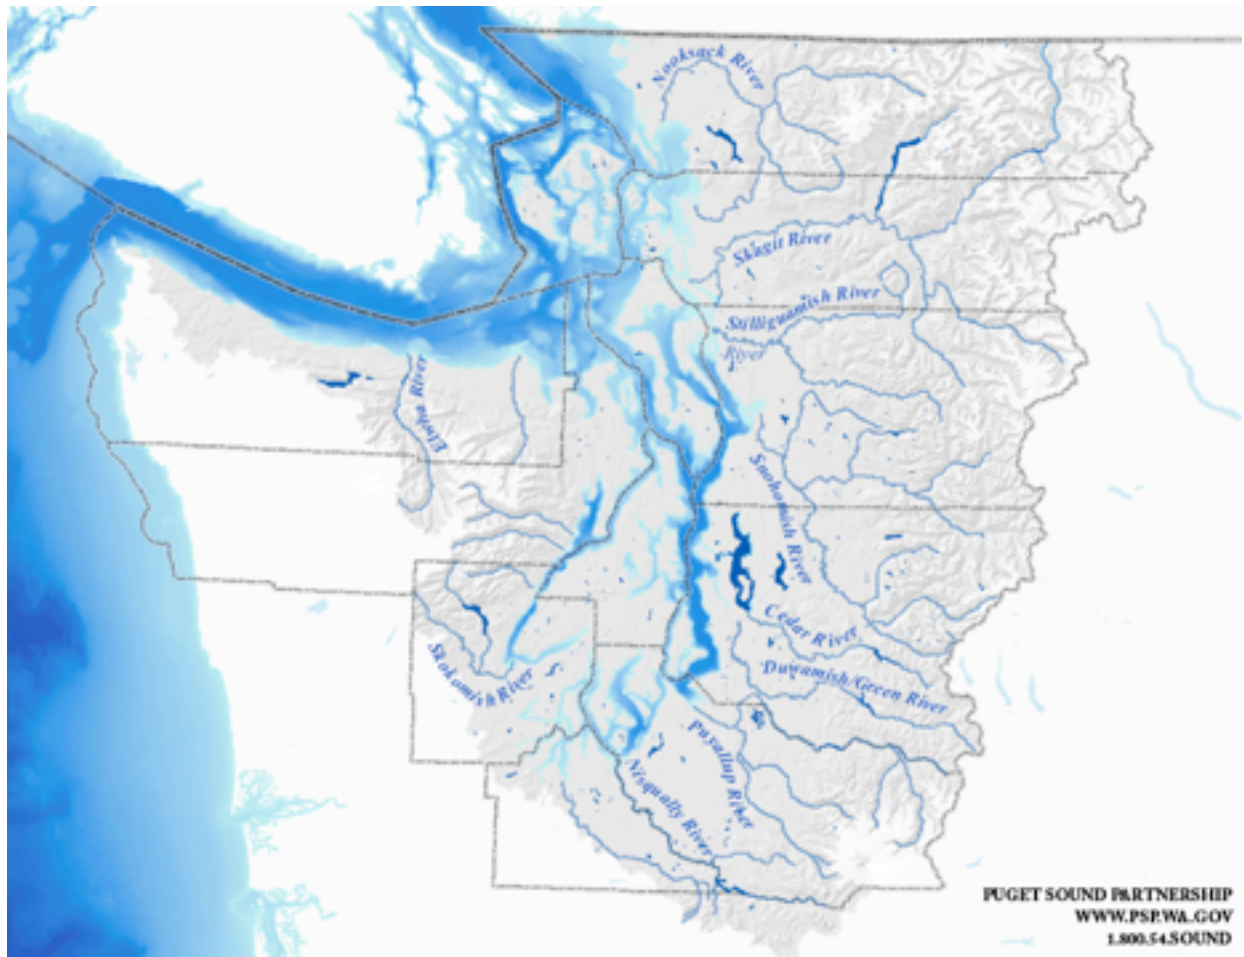 Nooksack River
Skagit River
Stilliguamish River
River
Elwha River
Snohomish River
Cedar River
Duwamish/Green River
Skokomish River
Puyallup River
Nisqually River
PUGET SOUND PARTNERSHIP
WWW.PSP.WA.GOV
1.800.54.SOUND